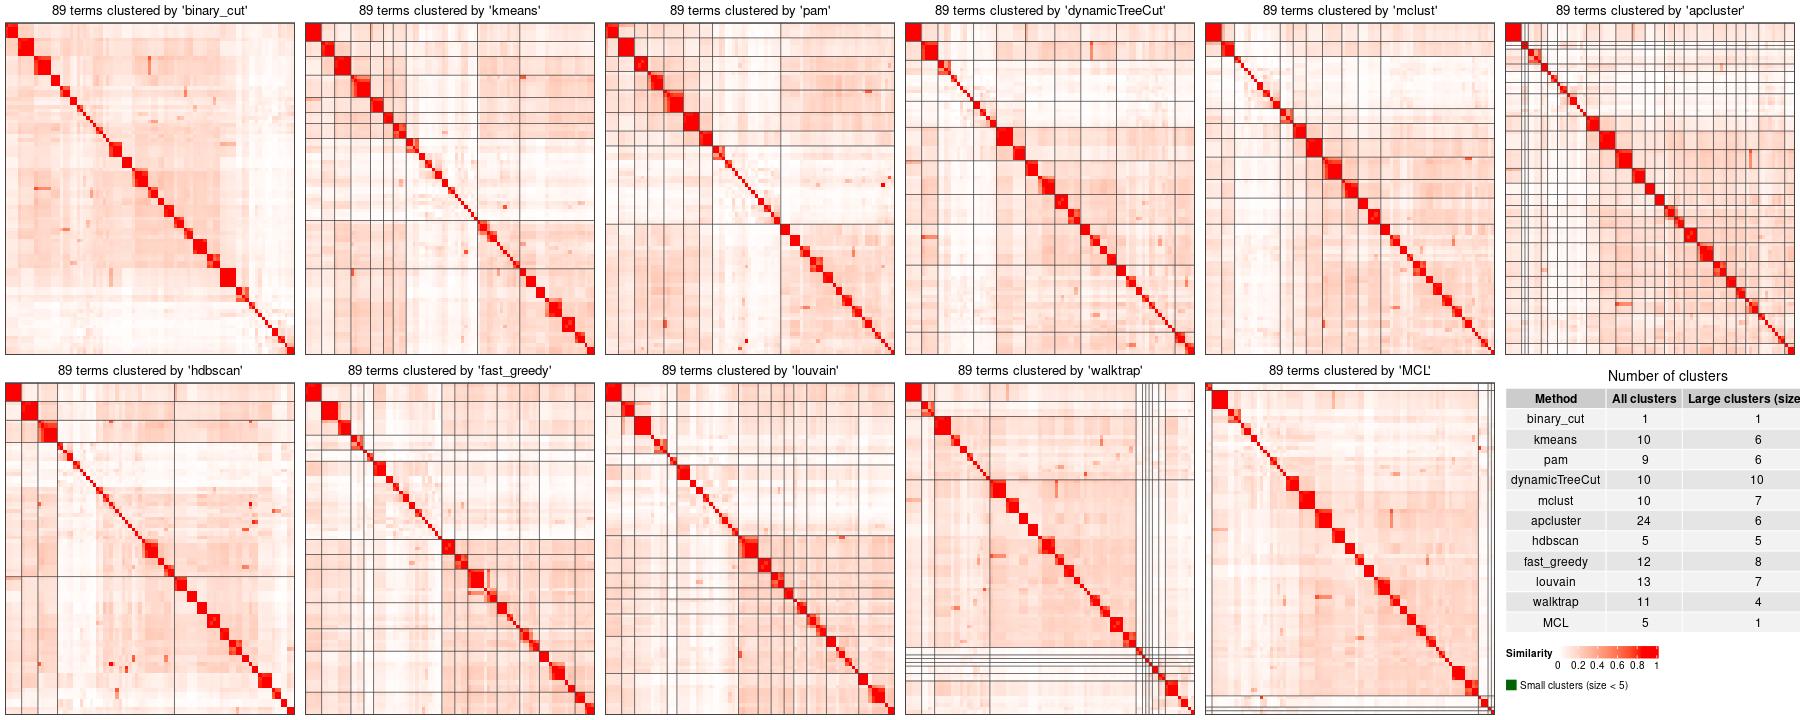 89 terms clustered by 'binary_cut'
89 terms clustered by 'kmeans'
89 terms clustered by 'pam'
89 terms clustered by 'dynamicTreeCut'
89 terms clustered by 'mclust'
89 terms clustered by 'apcluster'
89 terms clustered by 'hdbscan'
89 terms clustered by 'fast_greedy'
89 terms clustered by 'louvain'
89 terms clustered by 'walktrap'
89 terms clustered by 'MCL'
Number of clusters
Method All clusters Large clusters (size
binary_cut 1 1
kmeans 10 6
pam 9 6
dynamicTreeCut 10 10
mclust 10 7
apcluster 24 6
hdbscan 5 5
fast_greedy 12 8
louvain 13 7
walktrap 11 4
MCL 5 1
Similarity
0 0.2 0.4 0.6 0.8 1
Small clusters (size < 5)